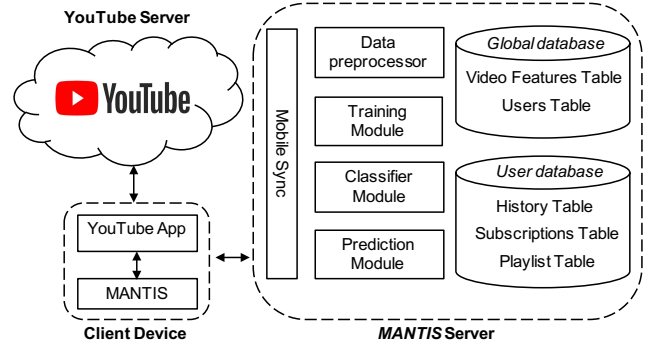 YouTube Server
YouTube
YouTube App
MANTIS
Client Device
Mobile Sync
Data
preprocessor
Training
Module
Classifier
Module
Prediction
Module
Global database
Video Features Table
Users Table
User database
History Table
Subscriptions Table
Playlist Table
MANTIS Server